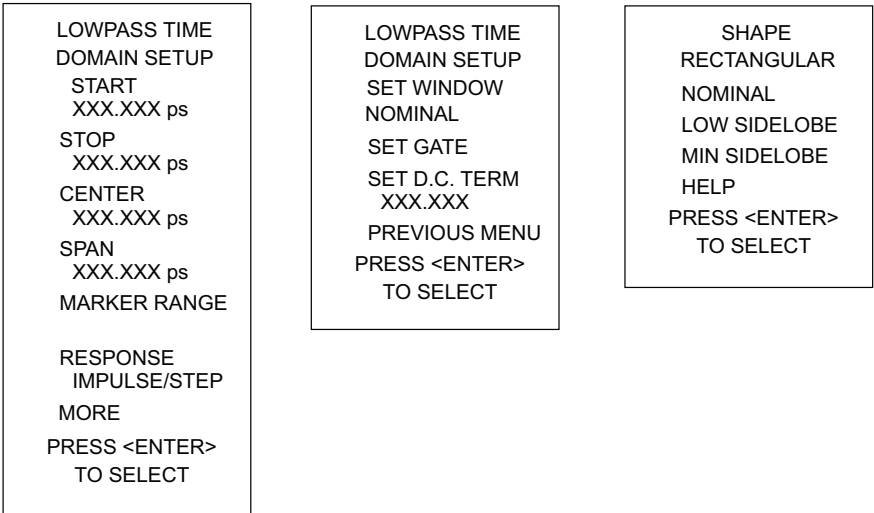 LOWPASS TIME
DOMAIN SETUP
START
XXX.XXX ps
STOP
XXX.XXX ps
CENTER
XXX.XXX ps
SPAN
XXX.XXX ps
MARKER RANGE
RESPONSE
IMPULSE/STEP
MORE
PRESS <ENTER>
TO SELECT
LOWPASS TIME
DOMAIN SETUP
SET WINDOW
NOMINAL
SET GATE
SET D.C. TERM
XXX.XXX
PREVIOUS MENU
PRESS <ENTER>
TO SELECT
SHAPE
RECTANGULAR
NOMINAL
LOW SIDELOBE
MIN SIDELOBE
HELP
PRESS <ENTER>
TO SELECT